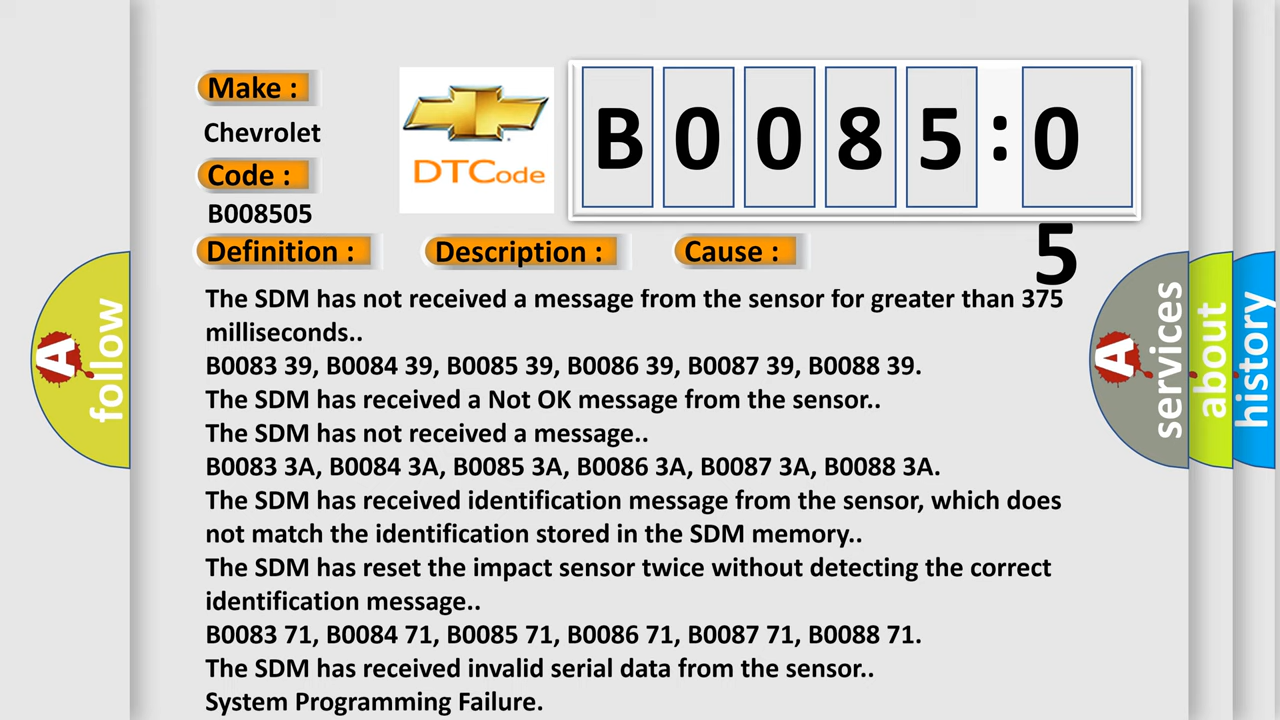 Make :
Chevrolet
Code :
B008505
DTCode
B0085:0
5
Definition :
Description :
Cause :
The SDM has not received a message from the sensor for greater than 375
milliseconds..
B0083 39, B0084 39, B0085 39, B0086 39, B0087 39, B0088 39.
The SDM has received a Not OK message from the sensor..
The SDM has not received a message..
B0083 3A, B0084 3A, B0085 3A, B0086 3A, B0087 3A, B0088 3A.
The SDM has received identification message from the sensor, which does
not match the identification stored in the SDM memory..
The SDM has reset the impact sensor twice without detecting the correct
identification message..
B0083 71, B0084 71, B0085 71, B0086 71, B0087 71, B0088 71.
The SDM has received invalid serial data from the sensor..
System Programming Failure.
A follow
A services
about
history